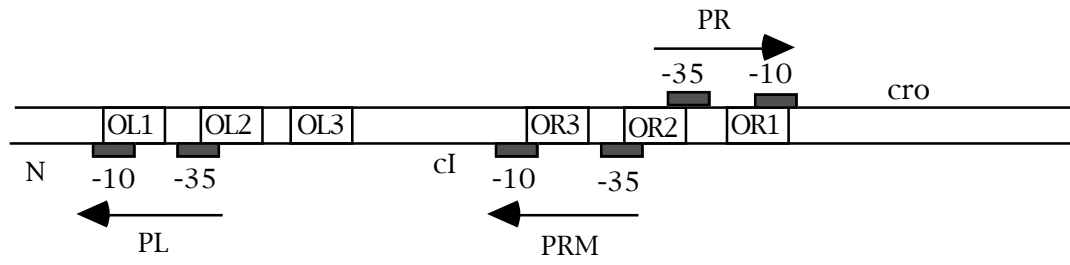 PR
-35 -10
cro
OL1 OL2 OL3 OR3 OR2 OR1
N cI
-10 -35 -10 -35
PL PRM